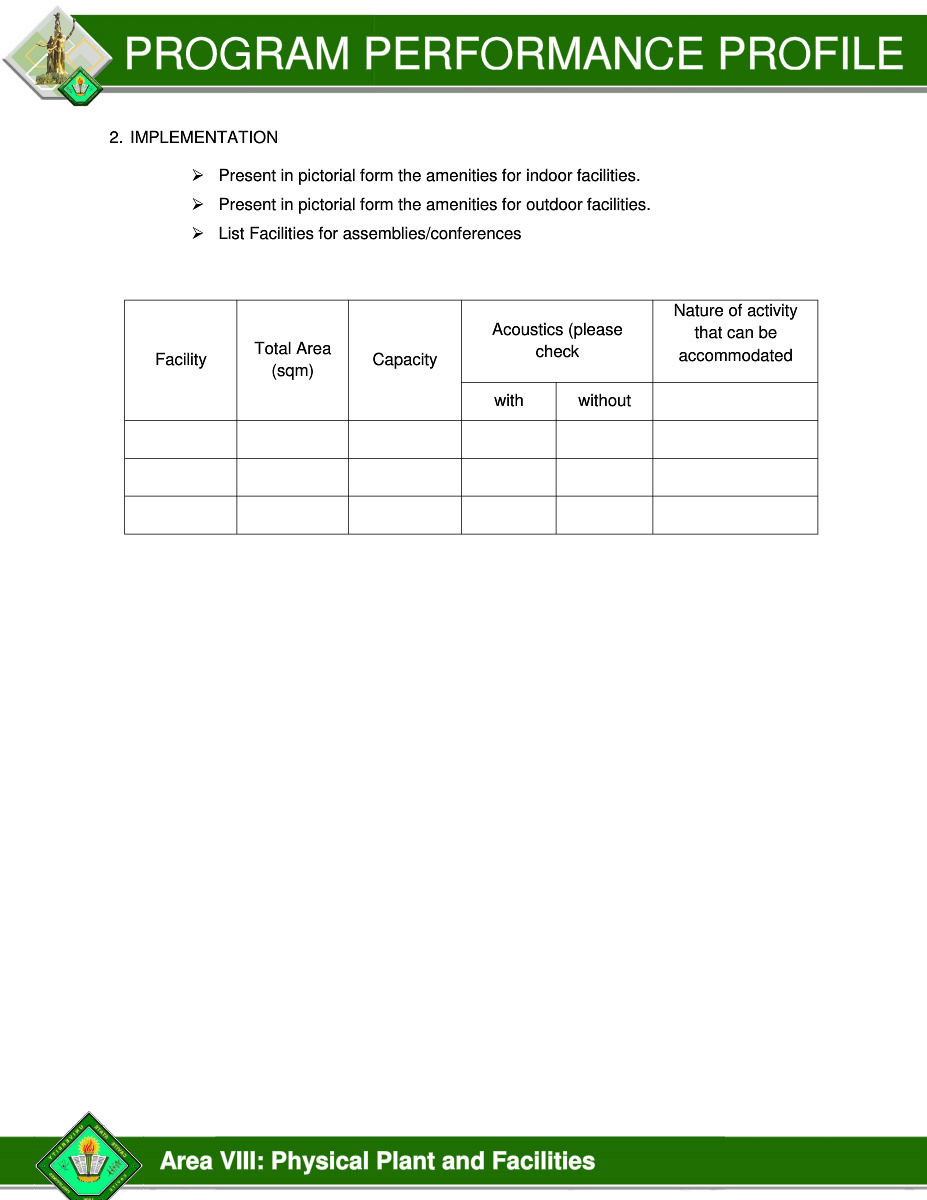 PROGRAM PERFORMANCE PROFILE
2. IMPLEMENTATION
➢ Present in pictorial form the amenities for indoor facilities.
➢ Present in pictorial form the amenities for outdoor facilities.
➢ List Facilities for assemblies/conferences
Facility
Total Area
(sqm)
Capacity
Acoustics (please
check
Nature of activity
that can be
accommodated
with
without
Area VIII: Physical Plant and Facilities